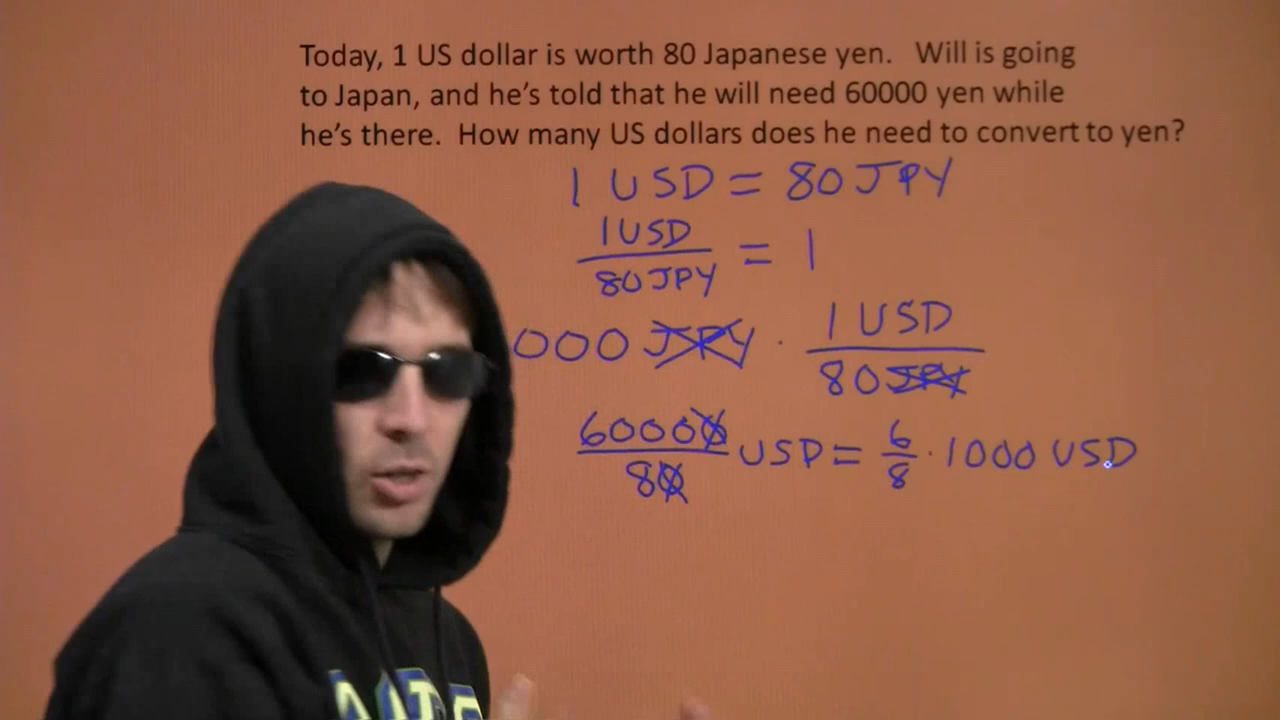 Today, 1 US dollar is worth 80 Japanese yen. Will is going
to Japan, and he's told that he will need 60000 yen while
he's there. How many US dollars does he need to convert to yen?
1 USD = 80 JPY
1 USD / 80 JPY = 1
000 JPY · 1 USD / 80 JPY
60000 / 80 USD = 6 / 8 · 1000 USD